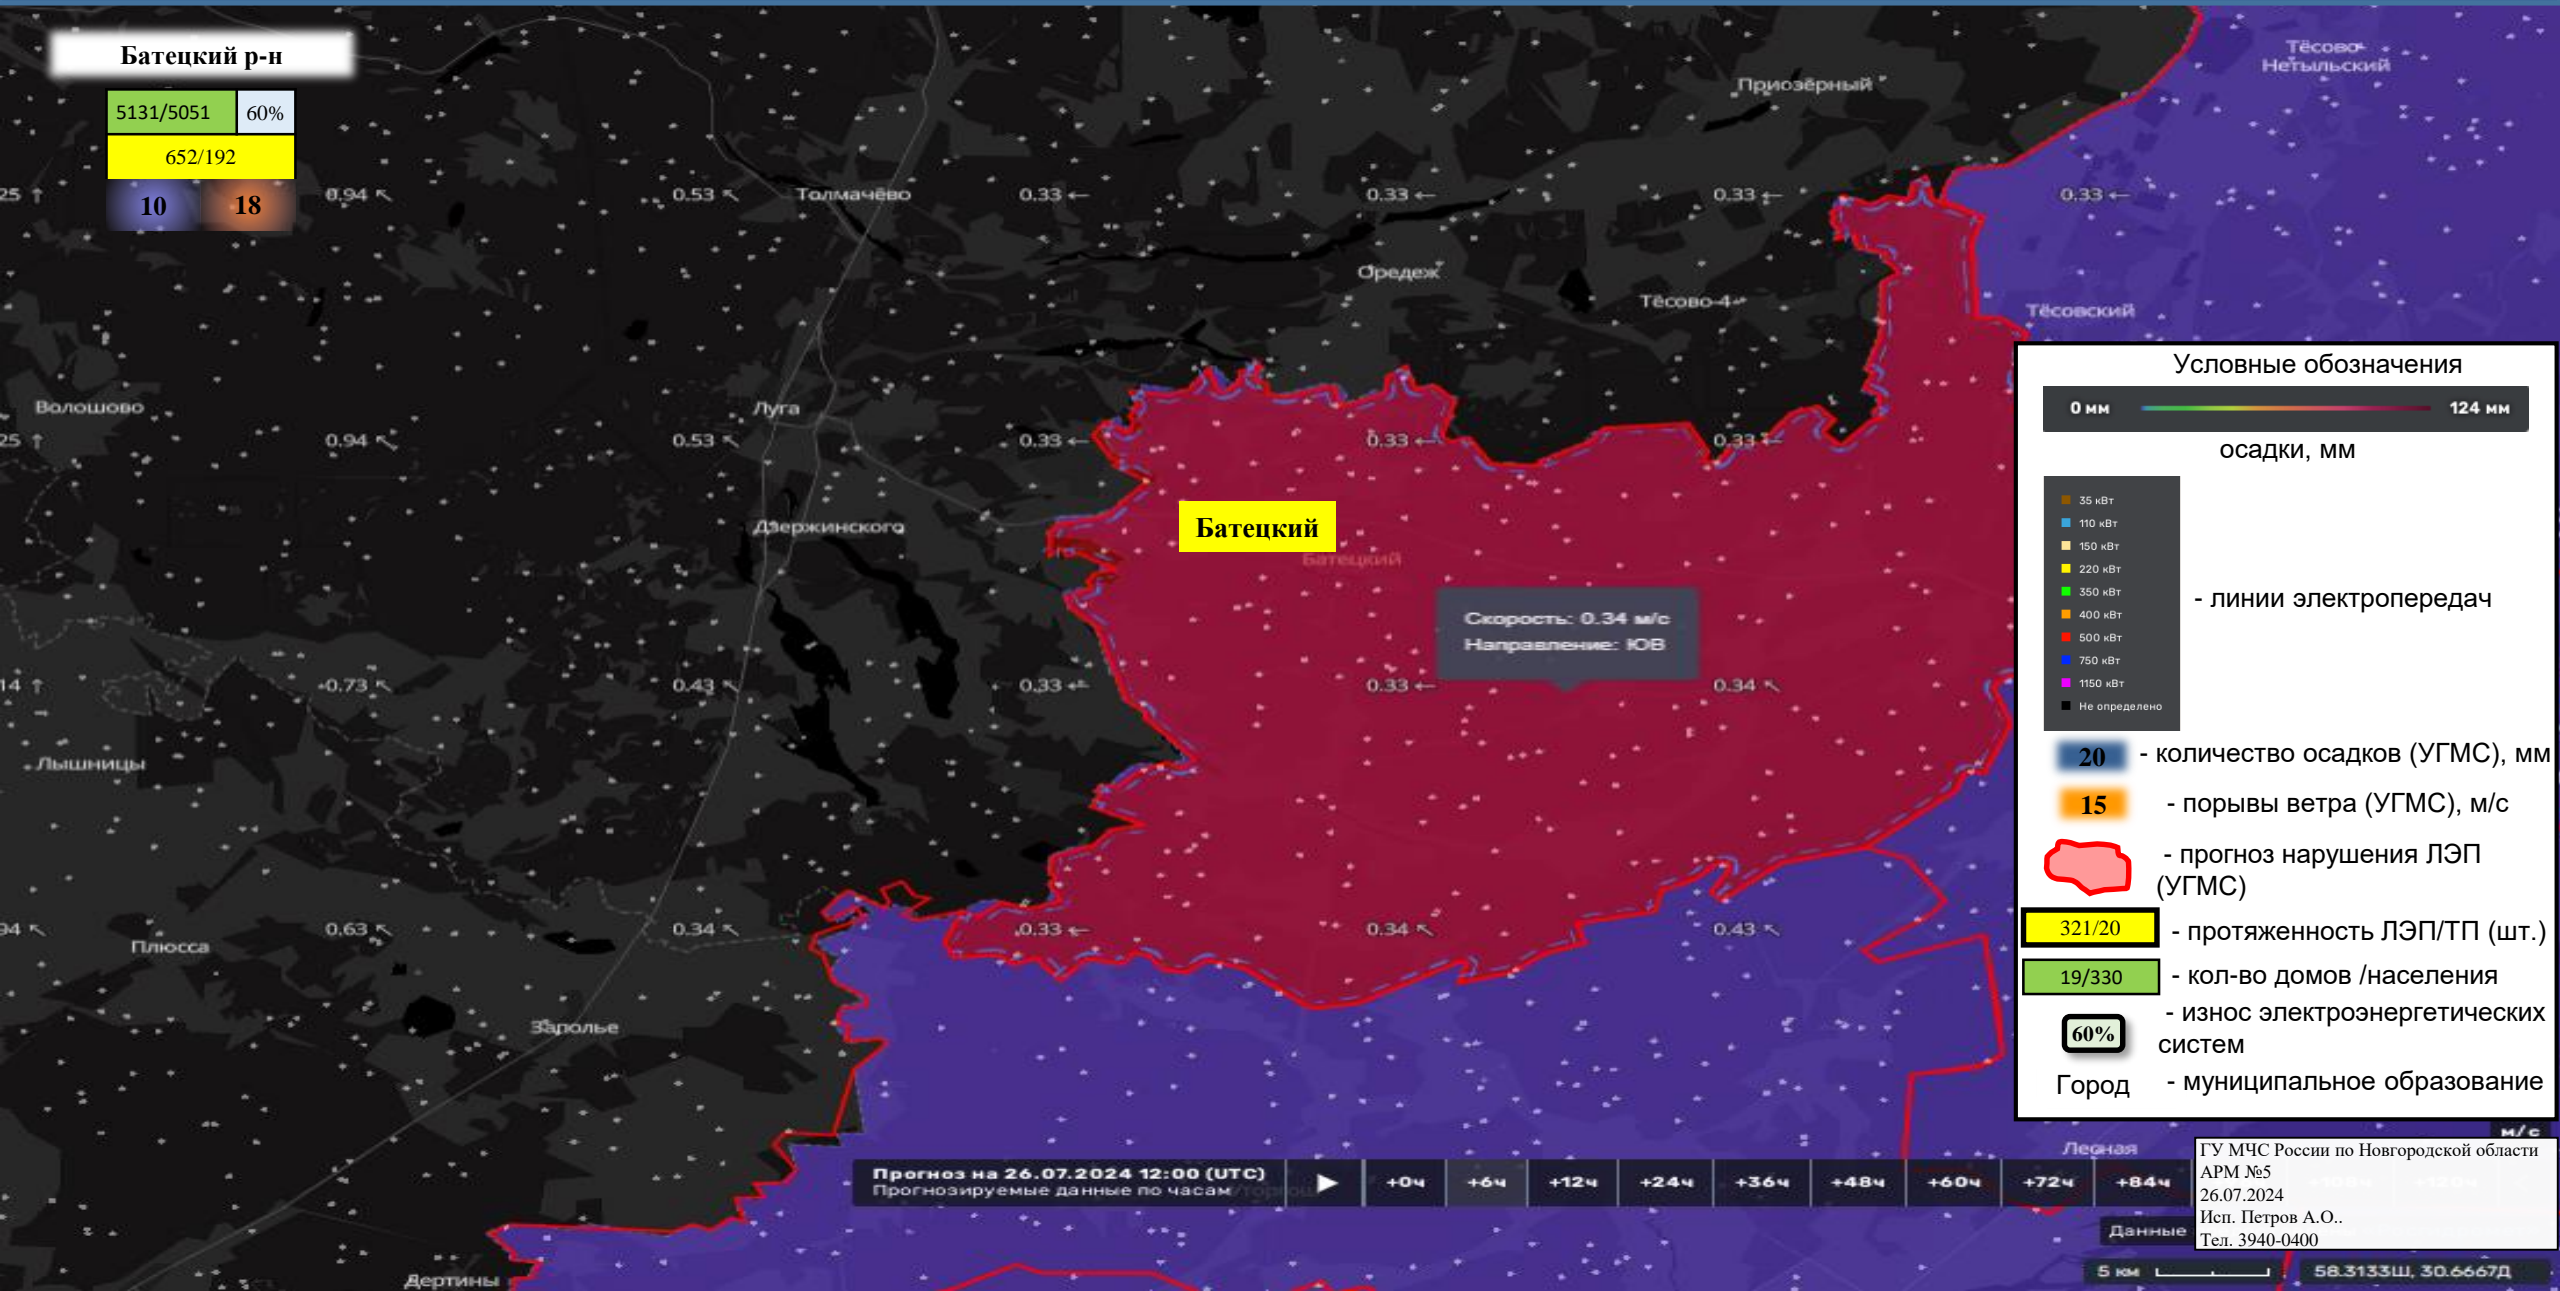 Батецкий р-н
5131/5051 60%
652/192
10 18
Тёсово-
Нетыльский
Приозёрный
25 ↑ 0.94 ↖ 0.53 ↖ Толмачёво 0.33 ← 0.33 ← 0.33 ← 0.33 ←
Оредеж
Тёсово-4
Тёсовский
Волошово
Луга
25 ↑ 0.94 ↖ 0.53 ↖ 0.33 ← 0.33 ← 0.33 ←
Дзержинского
Батецкий
Батецкий
Скорость: 0.34 м/с
Направление: ЮВ
14 ↑ 0.73 ↖ 0.43 ↖ 0.33 ← 0.33 ← 0.34 ↖
Лышницы
94 ↖ 0.63 ↖ 0.34 ↖ 0.33 ← 0.34 ↖ 0.43 ↖
Плюсса
Заполье
Дертины
Лесная
Условные обозначения
0 мм 124 мм
осадки, мм
35 кВт
110 кВт
150 кВт
220 кВт
350 кВт
400 кВт
500 кВт
750 кВт
1150 кВт
Не определено
- линии электропередач
20 - количество осадков (УГМС), мм
15 - порывы ветра (УГМС), м/с
- прогноз нарушения ЛЭП
(УГМС)
321/20 - протяженность ЛЭП/ТП (шт.)
19/330 - кол-во домов /населения
- износ электроэнергетических
60% систем
Город - муниципальное образование
м/с
Прогноз на 26.07.2024 12:00 (UTC)
Прогнозируемые данные по часам
+0ч +6ч +12ч +24ч +36ч +48ч +60ч +72ч +84ч
ГУ МЧС России по Новгородской области
АРМ №5
26.07.2024
Исп. Петров А.О..
Тел. 3940-0400
Данные
5 км 58.3133Ш, 30.6667Д